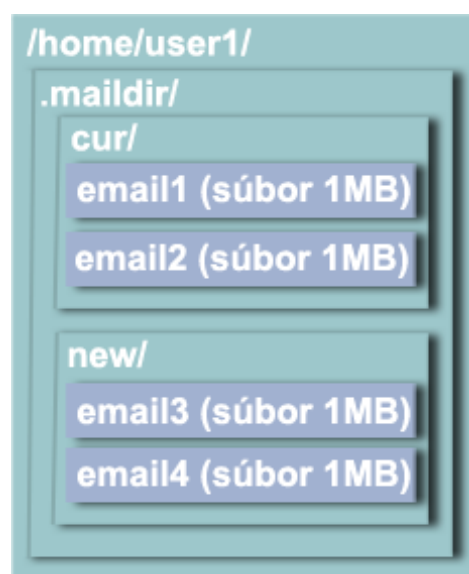 /home/user1/
.maildir/
cur/
email1 (súbor 1MB)
email2 (súbor 1MB)
new/
email3 (súbor 1MB)
email4 (súbor 1MB)